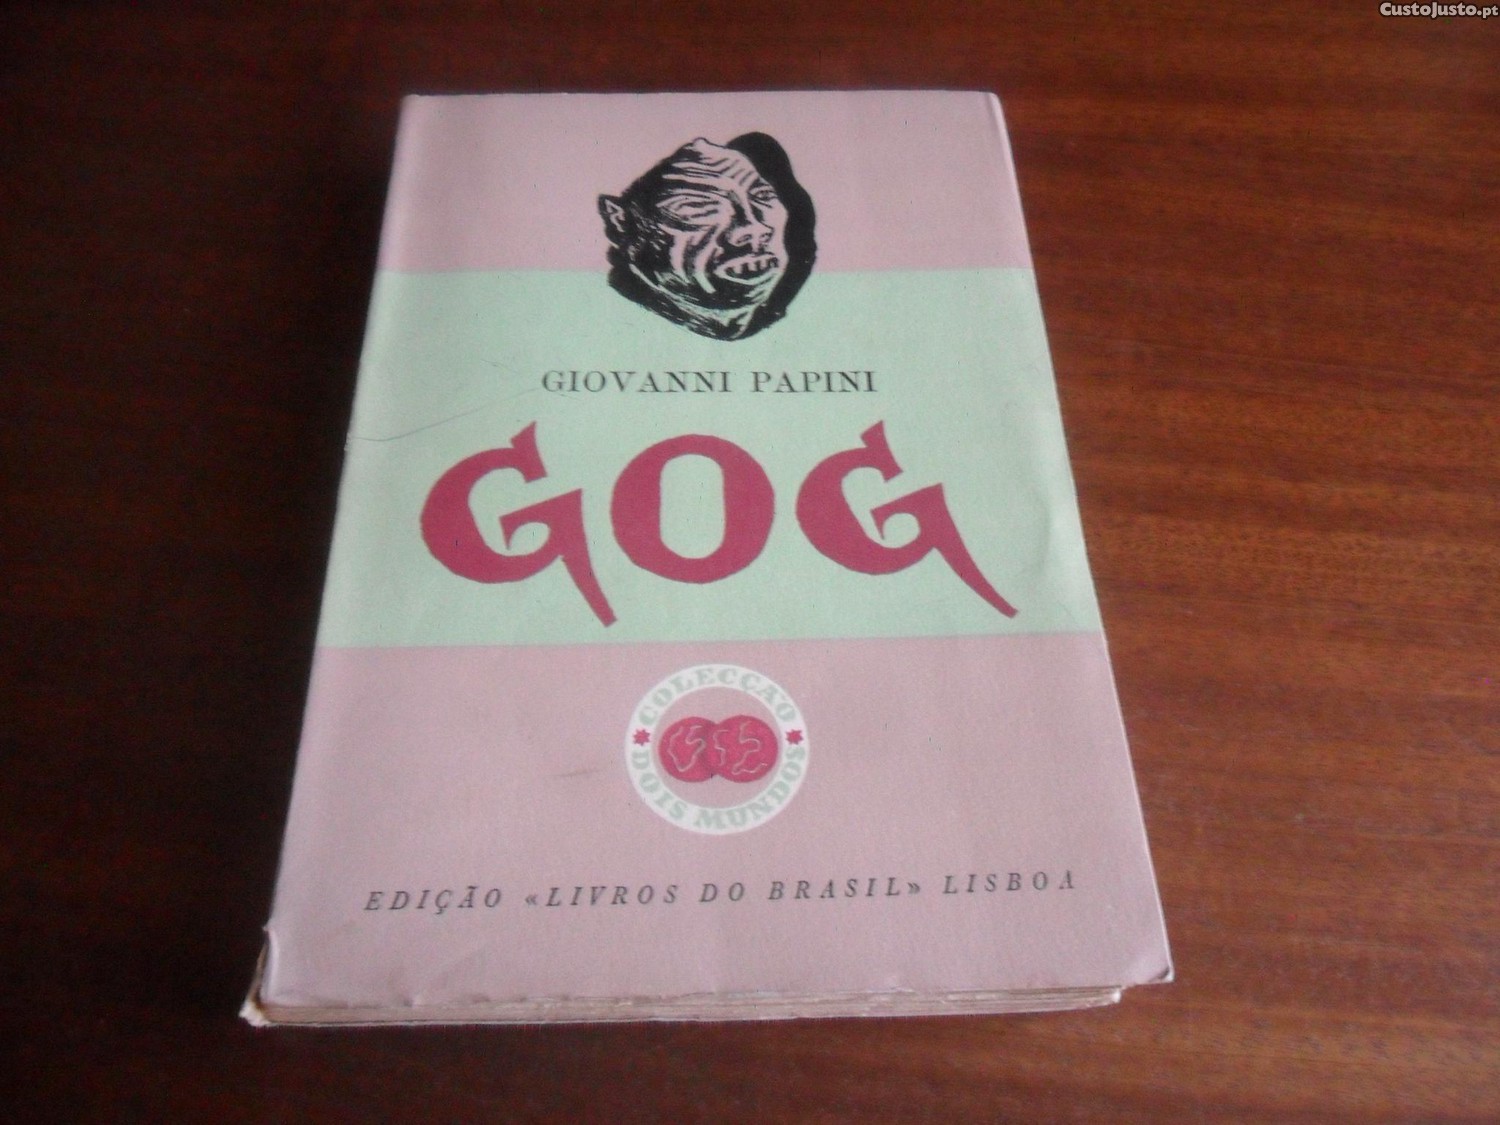 CustoJusto.pt
GIOVANNI PAPINI
GOG
COLECÇÃO
DOIS MUNDOS
EDIÇÃO «LIVROS DO BRASIL» LISBOA